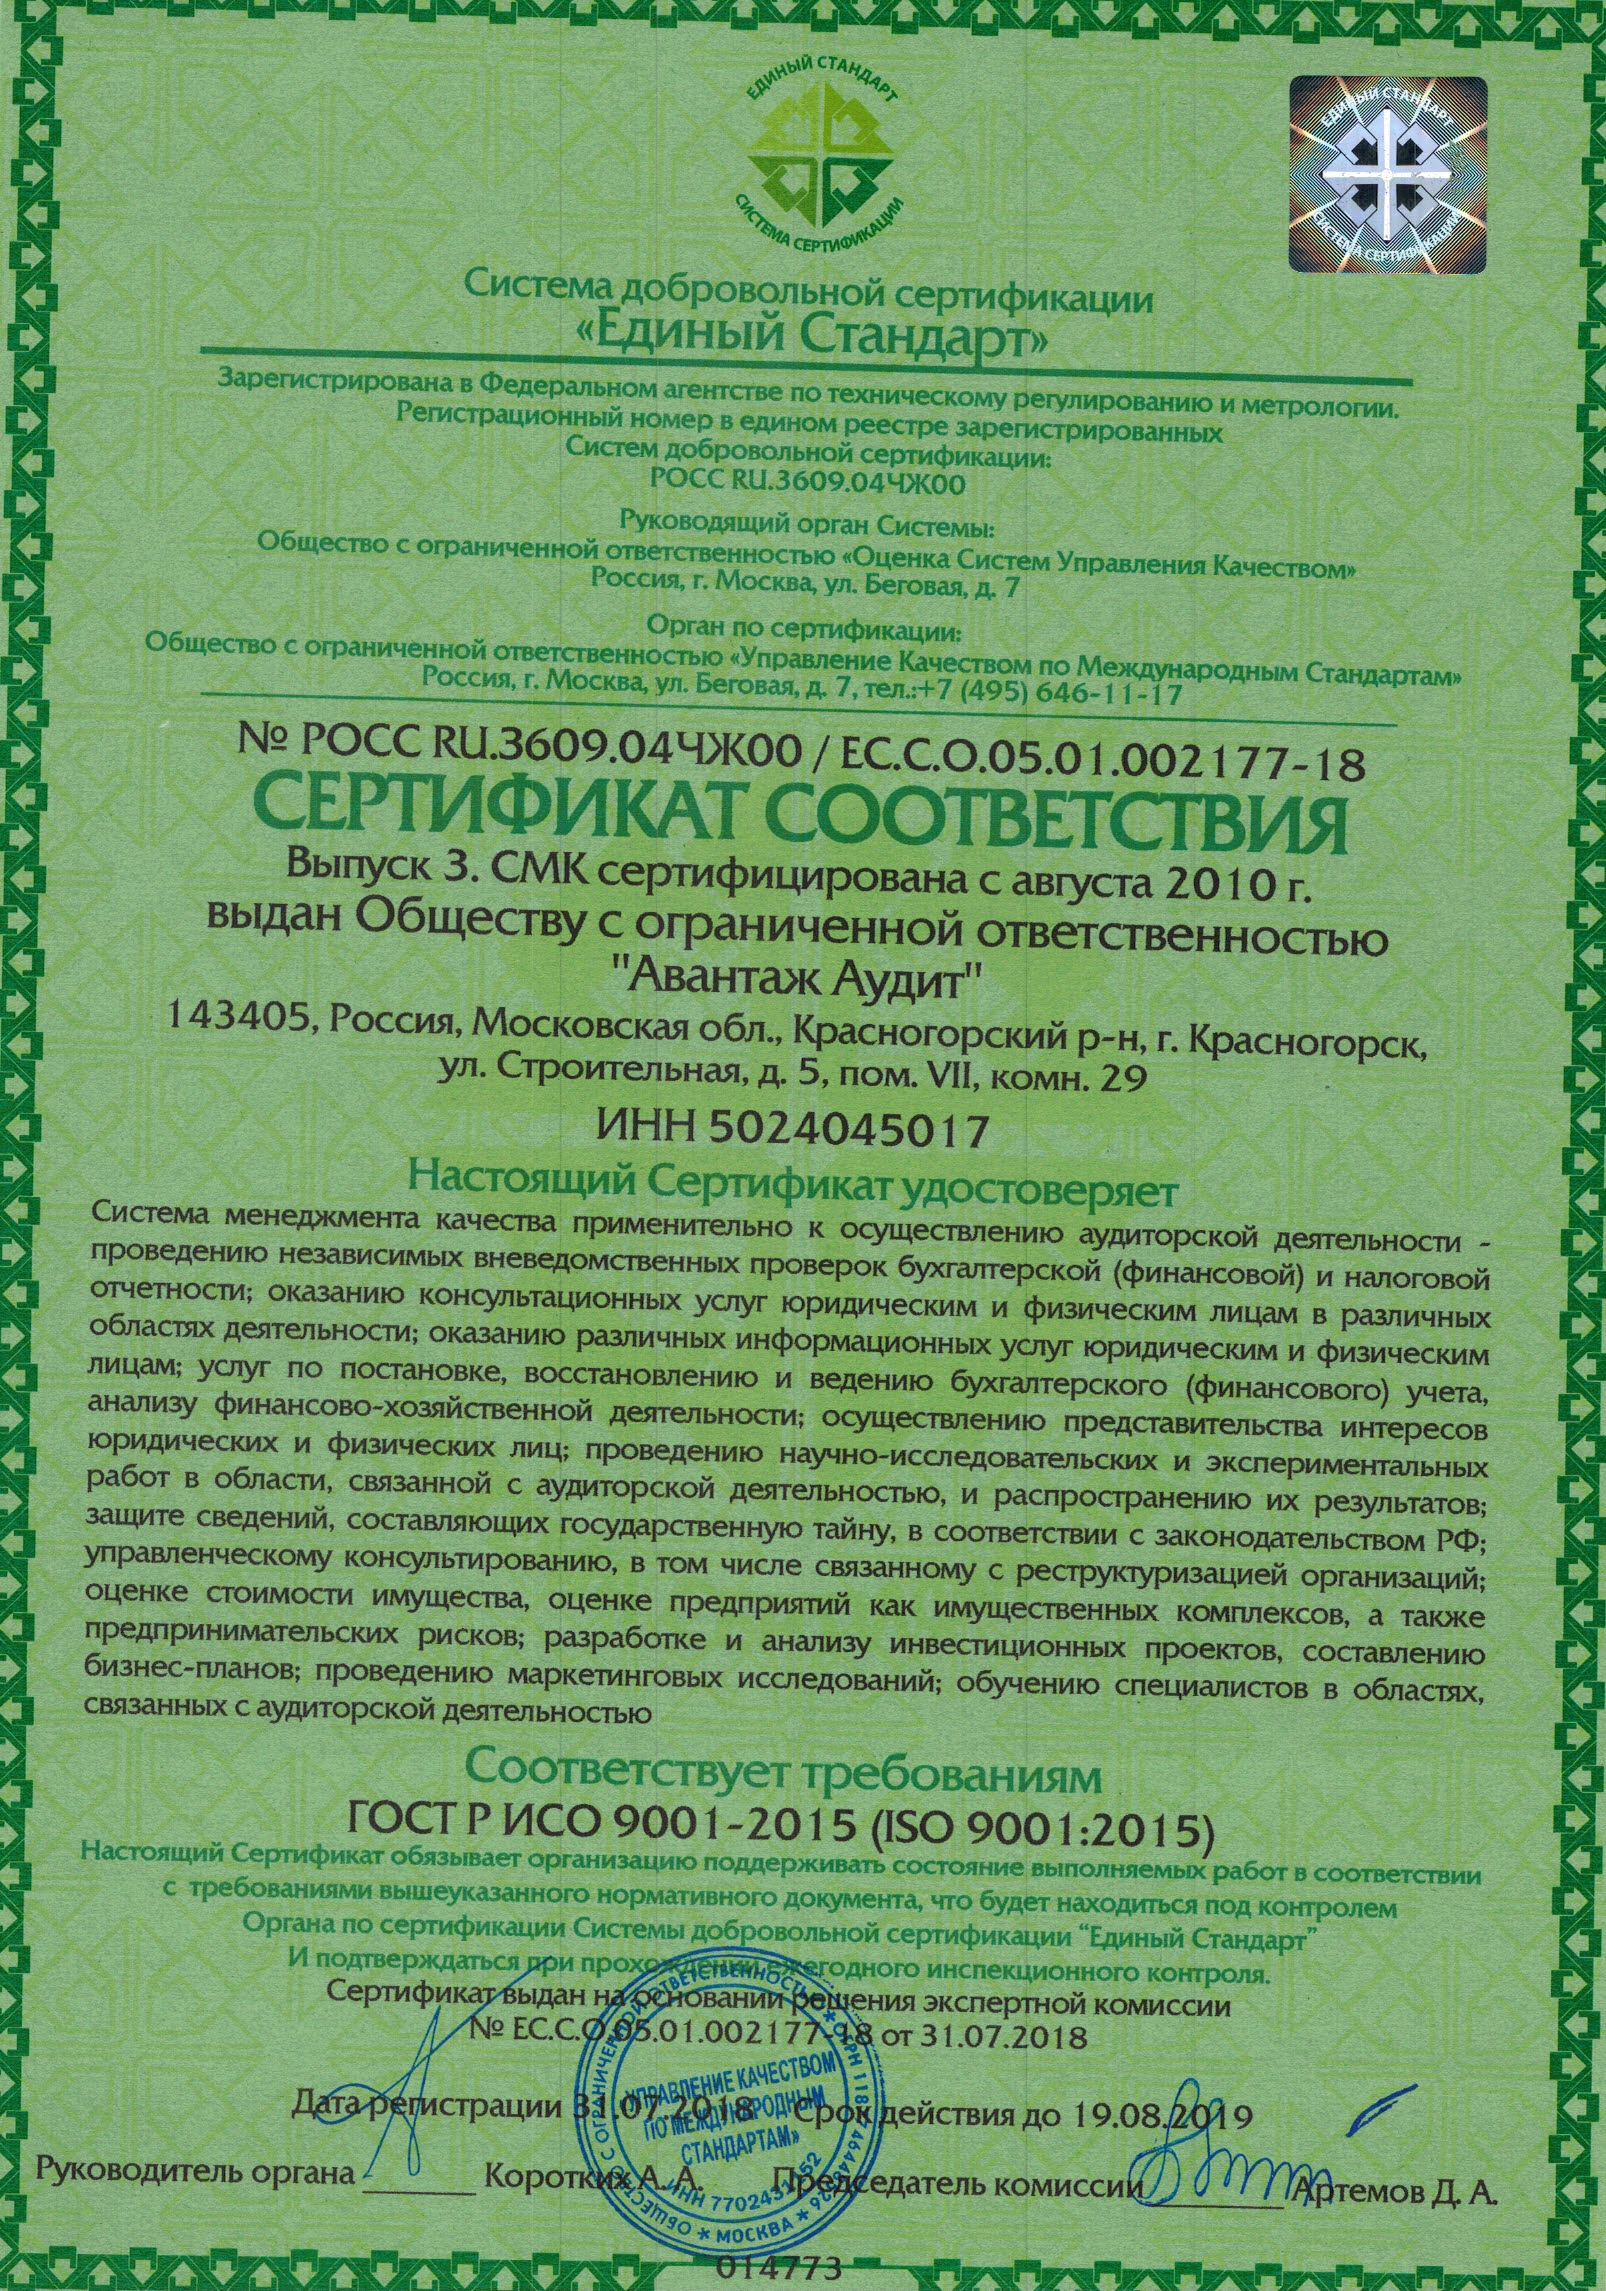 ЕДИНЫЙ СТАНДАРТ
СИСТЕМА СЕРТИФИКАЦИИ
ЕДИНЫЙ СТАНДАРТ
СИСТЕМА СЕРТИФИКАЦИИ
Система добровольной сертификации
«Единый Стандарт»
Зарегистрирована в Федеральном агентстве по техническому регулированию и метрологии.
Регистрационный номер в едином реестре зарегистрированных
Систем добровольной сертификации:
РОСС RU.3609.04ЧЖ00
Руководящий орган Системы:
Общество с ограниченной ответственностью «Оценка Систем Управления Качеством»
Россия, г. Москва, ул. Беговая, д. 7
Орган по сертификации:
Общество с ограниченной ответственностью «Управление Качеством по Международным Стандартам»
Россия, г. Москва, ул. Беговая, д. 7, тел.:+7 (495) 646-11-17
№ РОСС RU.3609.04ЧЖ00 / ЕС.С.О.05.01.002177-18
СЕРТИФИКАТ СООТВЕТСТВИЯ
Выпуск 3. СМК сертифицирована с августа 2010 г.
выдан Обществу с ограниченной ответственностью
"Авантаж Аудит"
143405, Россия, Московская обл., Красногорский р-н, г. Красногорск,
ул. Строительная, д. 5, пом. VII, комн. 29
ИНН 5024045017
Настоящий Сертификат удостоверяет
Система менеджмента качества применительно к осуществлению аудиторской деятельности -
проведению независимых вневедомственных проверок бухгалтерской (финансовой) и налоговой
отчетности; оказанию консультационных услуг юридическим и физическим лицам в различных
областях деятельности; оказанию различных информационных услуг юридическим и физическим
лицам; услуг по постановке, восстановлению и ведению бухгалтерского (финансового) учета,
анализу финансово-хозяйственной деятельности; осуществлению представительства интересов
юридических и физических лиц; проведению научно-исследовательских и экспериментальных
работ в области, связанной с аудиторской деятельностью, и распространению их результатов;
защите сведений, составляющих государственную тайну, в соответствии с законодательством РФ;
управленческому консультированию, в том числе связанному с реструктуризацией организаций;
оценке стоимости имущества, оценке предприятий как имущественных комплексов, а также
предпринимательских рисков; разработке и анализу инвестиционных проектов, составлению
бизнес-планов; проведению маркетинговых исследований; обучению специалистов в областях,
связанных с аудиторской деятельностью
Соответствует требованиям
ГОСТ Р ИСО 9001-2015 (ISO 9001:2015)
Настоящий Сертификат обязывает организацию поддерживать состояние выполняемых работ в соответствии
с требованиями вышеуказанного нормативного документа, что будет находиться под контролем
Органа по сертификации Системы добровольной сертификации “Единый Стандарт”
И подтверждаться при прохождении ежегодного инспекционного контроля.
Сертификат выдан на основании решения экспертной комиссии
№ ЕС.С.О.05.01.002177-18 от 31.07.2018
Дата регистрации 31.07.2018 Срок действия до 19.08.2019
Руководитель органа Коротких А. А. Председатель комиссии Артемов Д. А.
ОБЩЕСТВО С ОГРАНИЧЕННОЙ ОТВЕТСТВЕННОСТЬЮ
УПРАВЛЕНИЕ КАЧЕСТВОМ
ПО МЕЖДУНАРОДНЫМ
СТАНДАРТАМ»
ИНН
* МОСКВА *
014773